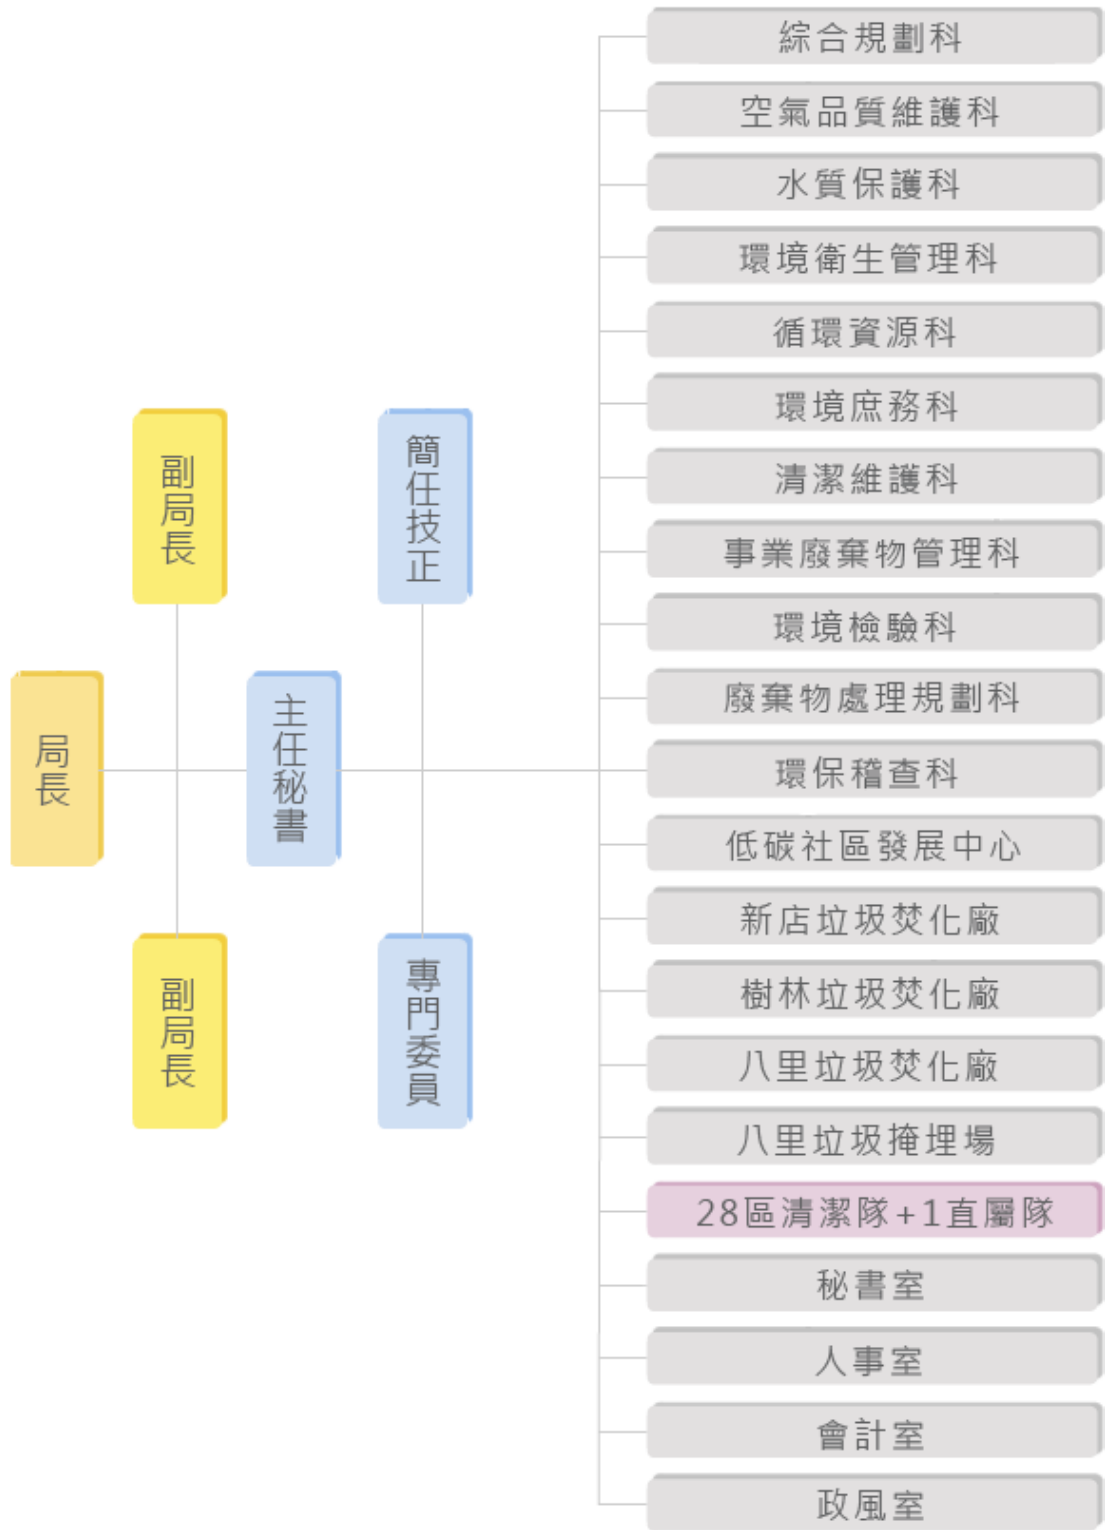 局長
副局長
副局長
主任秘書
簡任技正
專門委員
綜合規劃科
空氣品質維護科
水質保護科
環境衛生管理科
循環資源科
環境庶務科
清潔維護科
事業廢棄物管理科
環境檢驗科
廢棄物處理規劃科
環保稽查科
低碳社區發展中心
新店垃圾焚化廠
樹林垃圾焚化廠
八里垃圾焚化廠
八里垃圾掩埋場
28區清潔隊+1直屬隊
秘書室
人事室
會計室
政風室